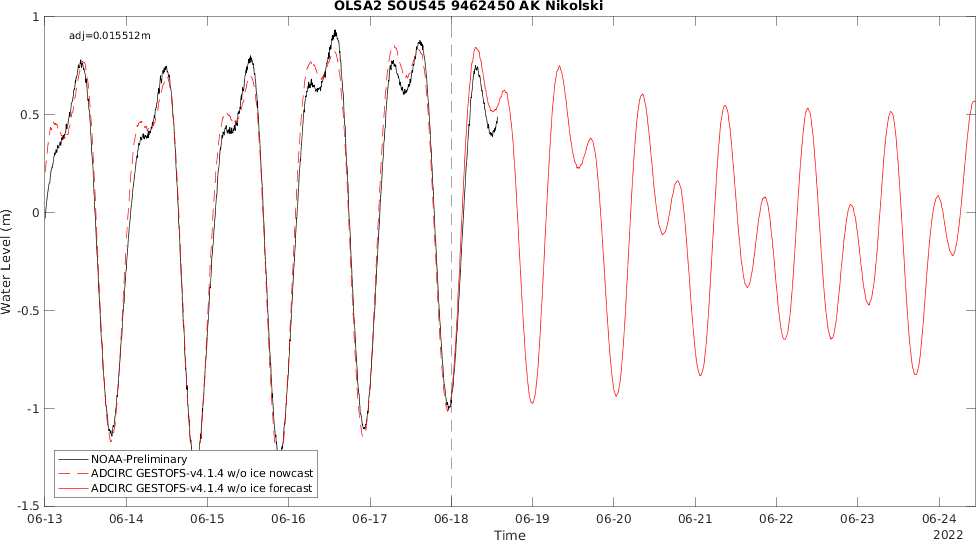 OLSA2 SOUS45 9462450 AK Nikolski
adj=0.015512m
1
0.5
0
-0.5
-1
-1.5
Water Level (m)
NOAA-Preliminary
ADCIRC GESTOFS-v4.1.4 w/o ice nowcast
ADCIRC GESTOFS-v4.1.4 w/o ice forecast
06-13 06-14 06-15 06-16 06-17 06-18 06-19 06-20 06-21 06-22 06-23 06-24
Time
2022